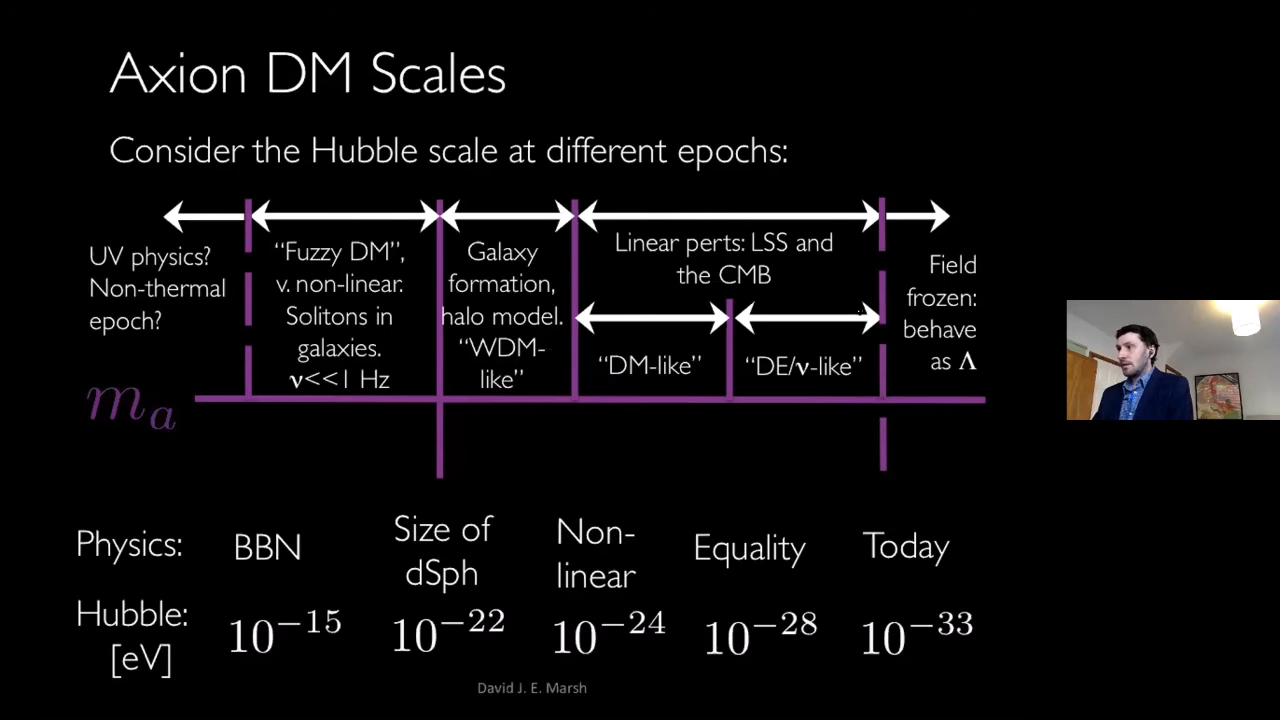 Axion DM Scales
Consider the Hubble scale at different epochs:
UV physics?
Non-thermal
epoch?
“Fuzzy DM”,
v. non-linear.
Solitons in
galaxies.
ν<<1 Hz
Galaxy
formation,
halo model.
“WDM-
like”
Linear perts: LSS and
the CMB
“DM-like”
“DE/ν-like”
Field
frozen:
behave
as Λ
m_a
Physics:
BBN
Size of
dSph
Non-
linear
Equality
Today
Hubble:
[eV]
10^{-15}
10^{-22}
10^{-24}
10^{-28}
10^{-33}
David J. E. Marsh